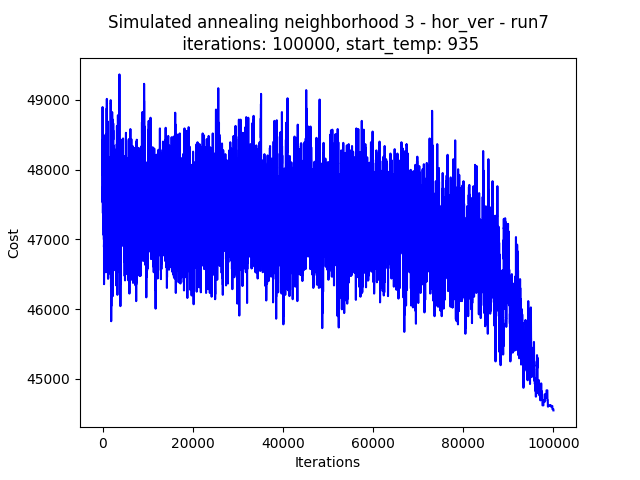 Simulated annealing neighborhood 3 - hor_ver - run7
iterations: 100000, start_temp: 935
49000
48000
47000
46000
45000
Cost
0
20000
40000
60000
80000
100000
Iterations